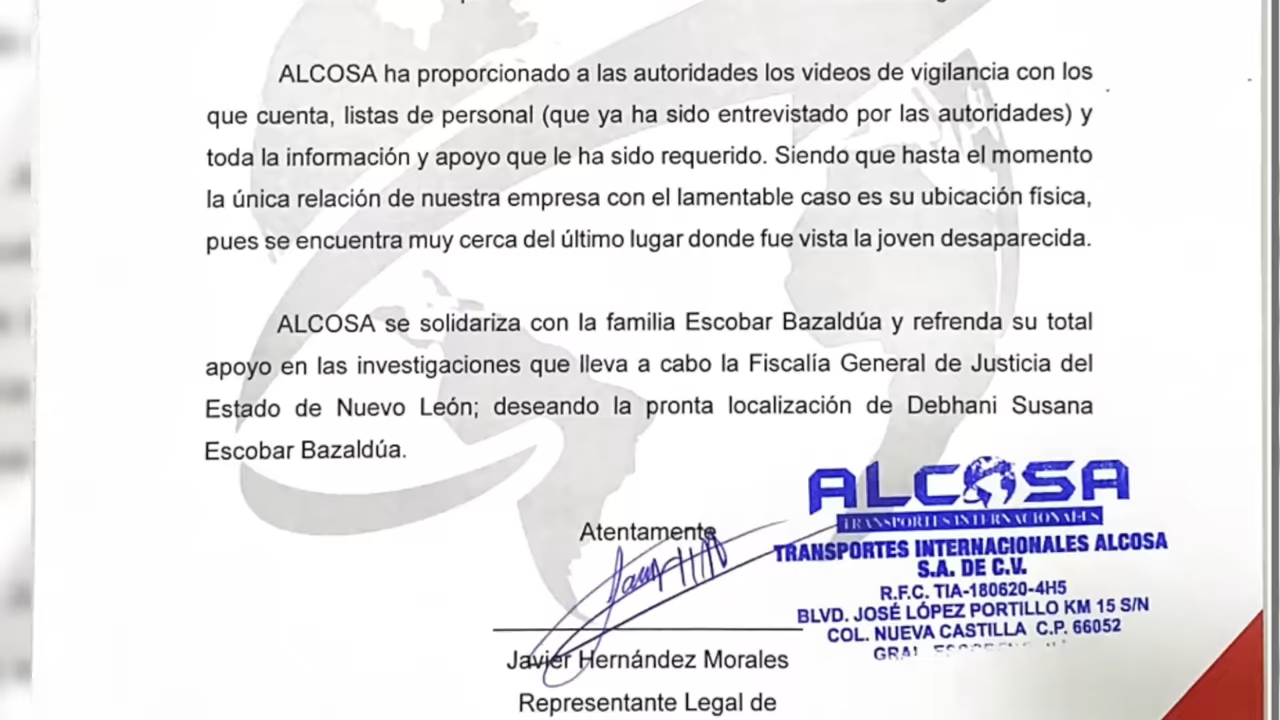 ALCOSA ha proporcionado a las autoridades los videos de vigilancia con los
que cuenta, listas de personal (que ya ha sido entrevistado por las autoridades) y
toda la información y apoyo que le ha sido requerido. Siendo que hasta el momento
la única relación de nuestra empresa con el lamentable caso es su ubicación física,
pues se encuentra muy cerca del último lugar donde fue vista la joven desaparecida.
ALCOSA se solidariza con la familia Escobar Bazaldúa y refrenda su total
apoyo en las investigaciones que lleva a cabo la Fiscalía General de Justicia del
Estado de Nuevo León; deseando la pronta localización de Debhani Susana
Escobar Bazaldúa.
Atentamente
ALCOSA
TRANSPORTES INTERNACIONALES
TRANSPORTES INTERNACIONALES ALCOSA
S.A. DE C.V.
R.F.C. TIA-180620-4H5
BLVD. JOSÉ LÓPEZ PORTILLO KM 15 S/N
COL. NUEVA CASTILLA C.P. 66052
GRAL
Javier Hernández Morales
Representante Legal de